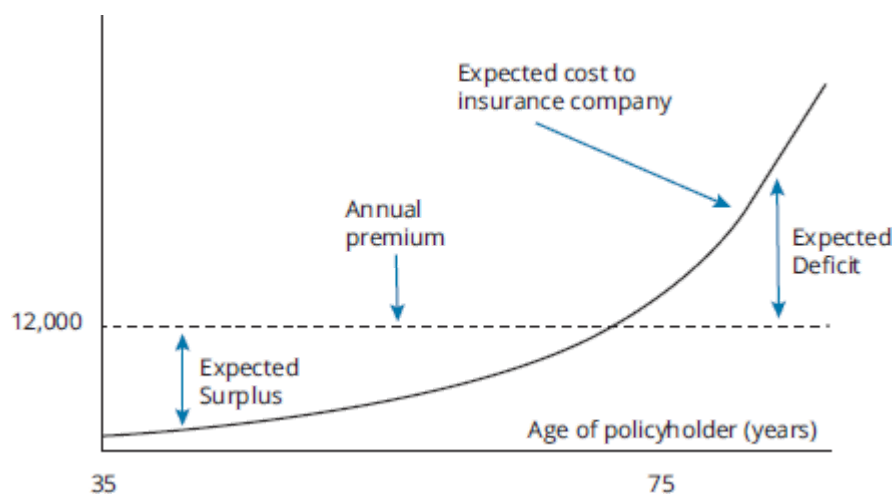 Expected cost to
insurance company
Annual
premium
Expected
Deficit
12,000
Expected
Surplus
Age of policyholder (years)
35
75